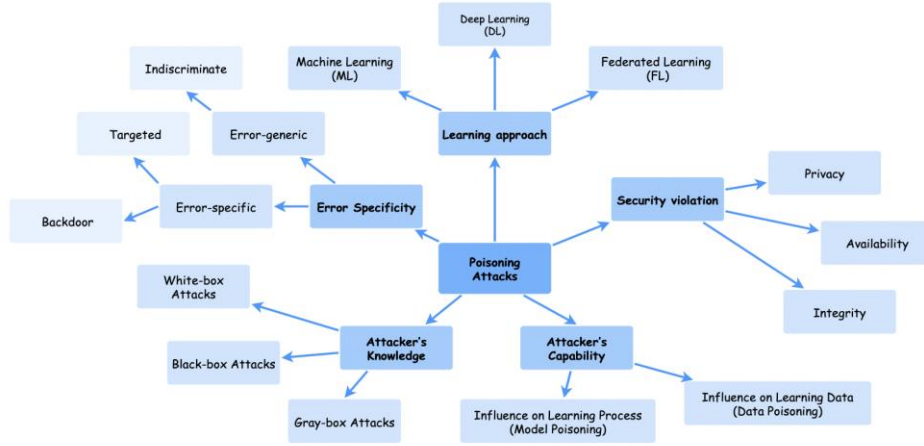 Deep Learning
(DL)
Machine Learning
(ML)
Federated Learning
(FL)
Indiscriminate
Error-generic
Learning approach
Targeted
Privacy
Backdoor
Error-specific
Error Specificity
Security violation
Availability
Poisoning
Attacks
White-box
Attacks
Integrity
Attacker's
Knowledge
Attacker's
Capability
Black-box Attacks
Gray-box Attacks
Influence on Learning Process
(Model Poisoning)
Influence on Learning Data
(Data Poisoning)